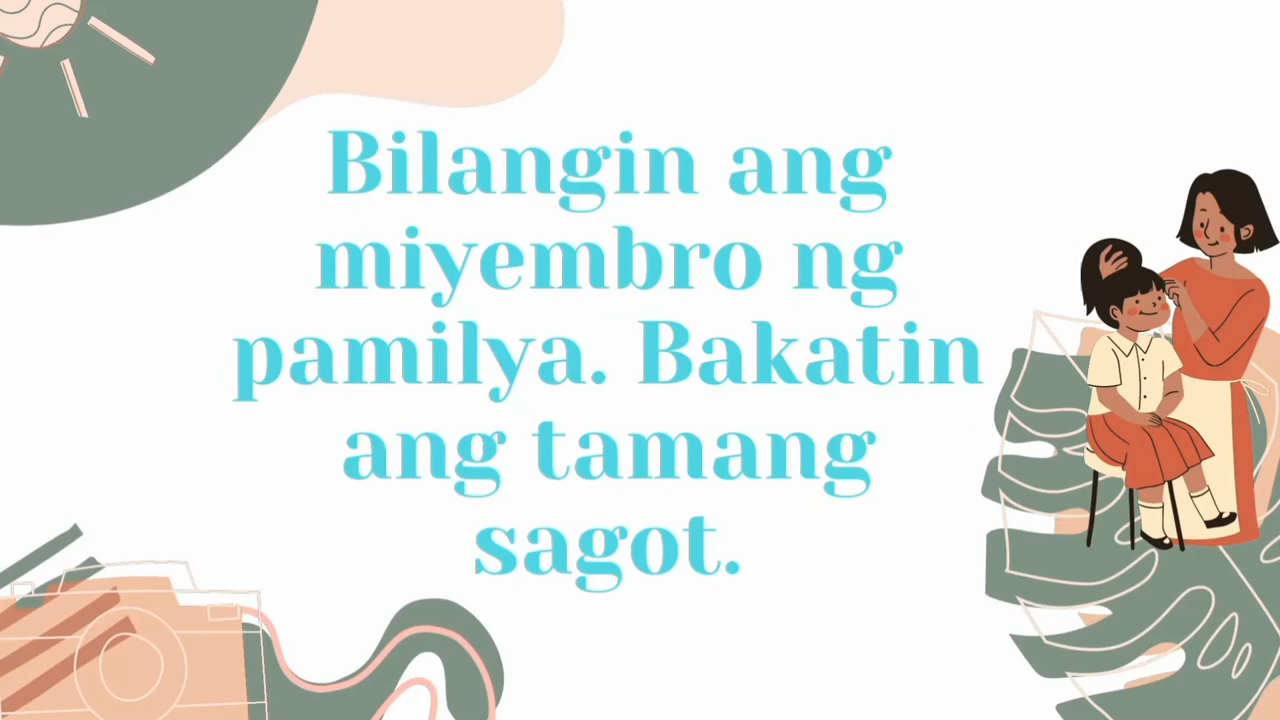 Bilangin ang
miyembro ng
pamilya. Bakatin
ang tamang
sagot.